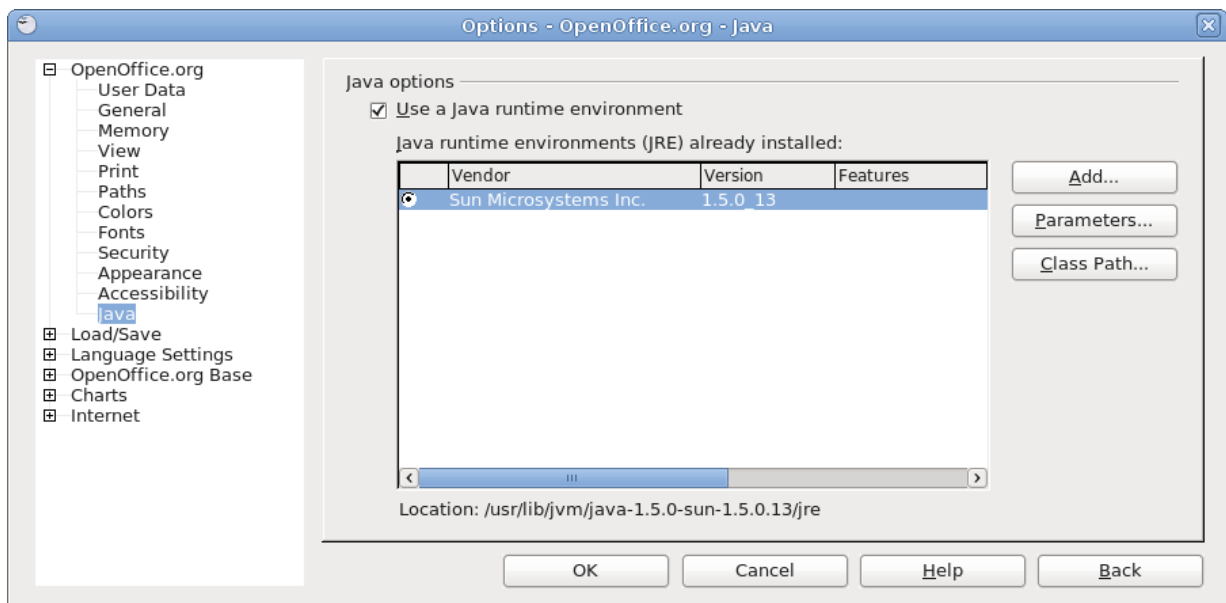 Options - OpenOffice.org - Java
OpenOffice.org
User Data
General
Memory
View
Print
Paths
Colors
Fonts
Security
Appearance
Accessibility
Java
Load/Save
Language Settings
OpenOffice.org Base
Charts
Internet
Java options
Use a Java runtime environment
Java runtime environments (JRE) already installed:
Vendor Version Features
Sun Microsystems Inc. 1.5.0_13
Add...
Parameters...
Class Path...
Location: /usr/lib/jvm/java-1.5.0-sun-1.5.0.13/jre
OK Cancel Help Back